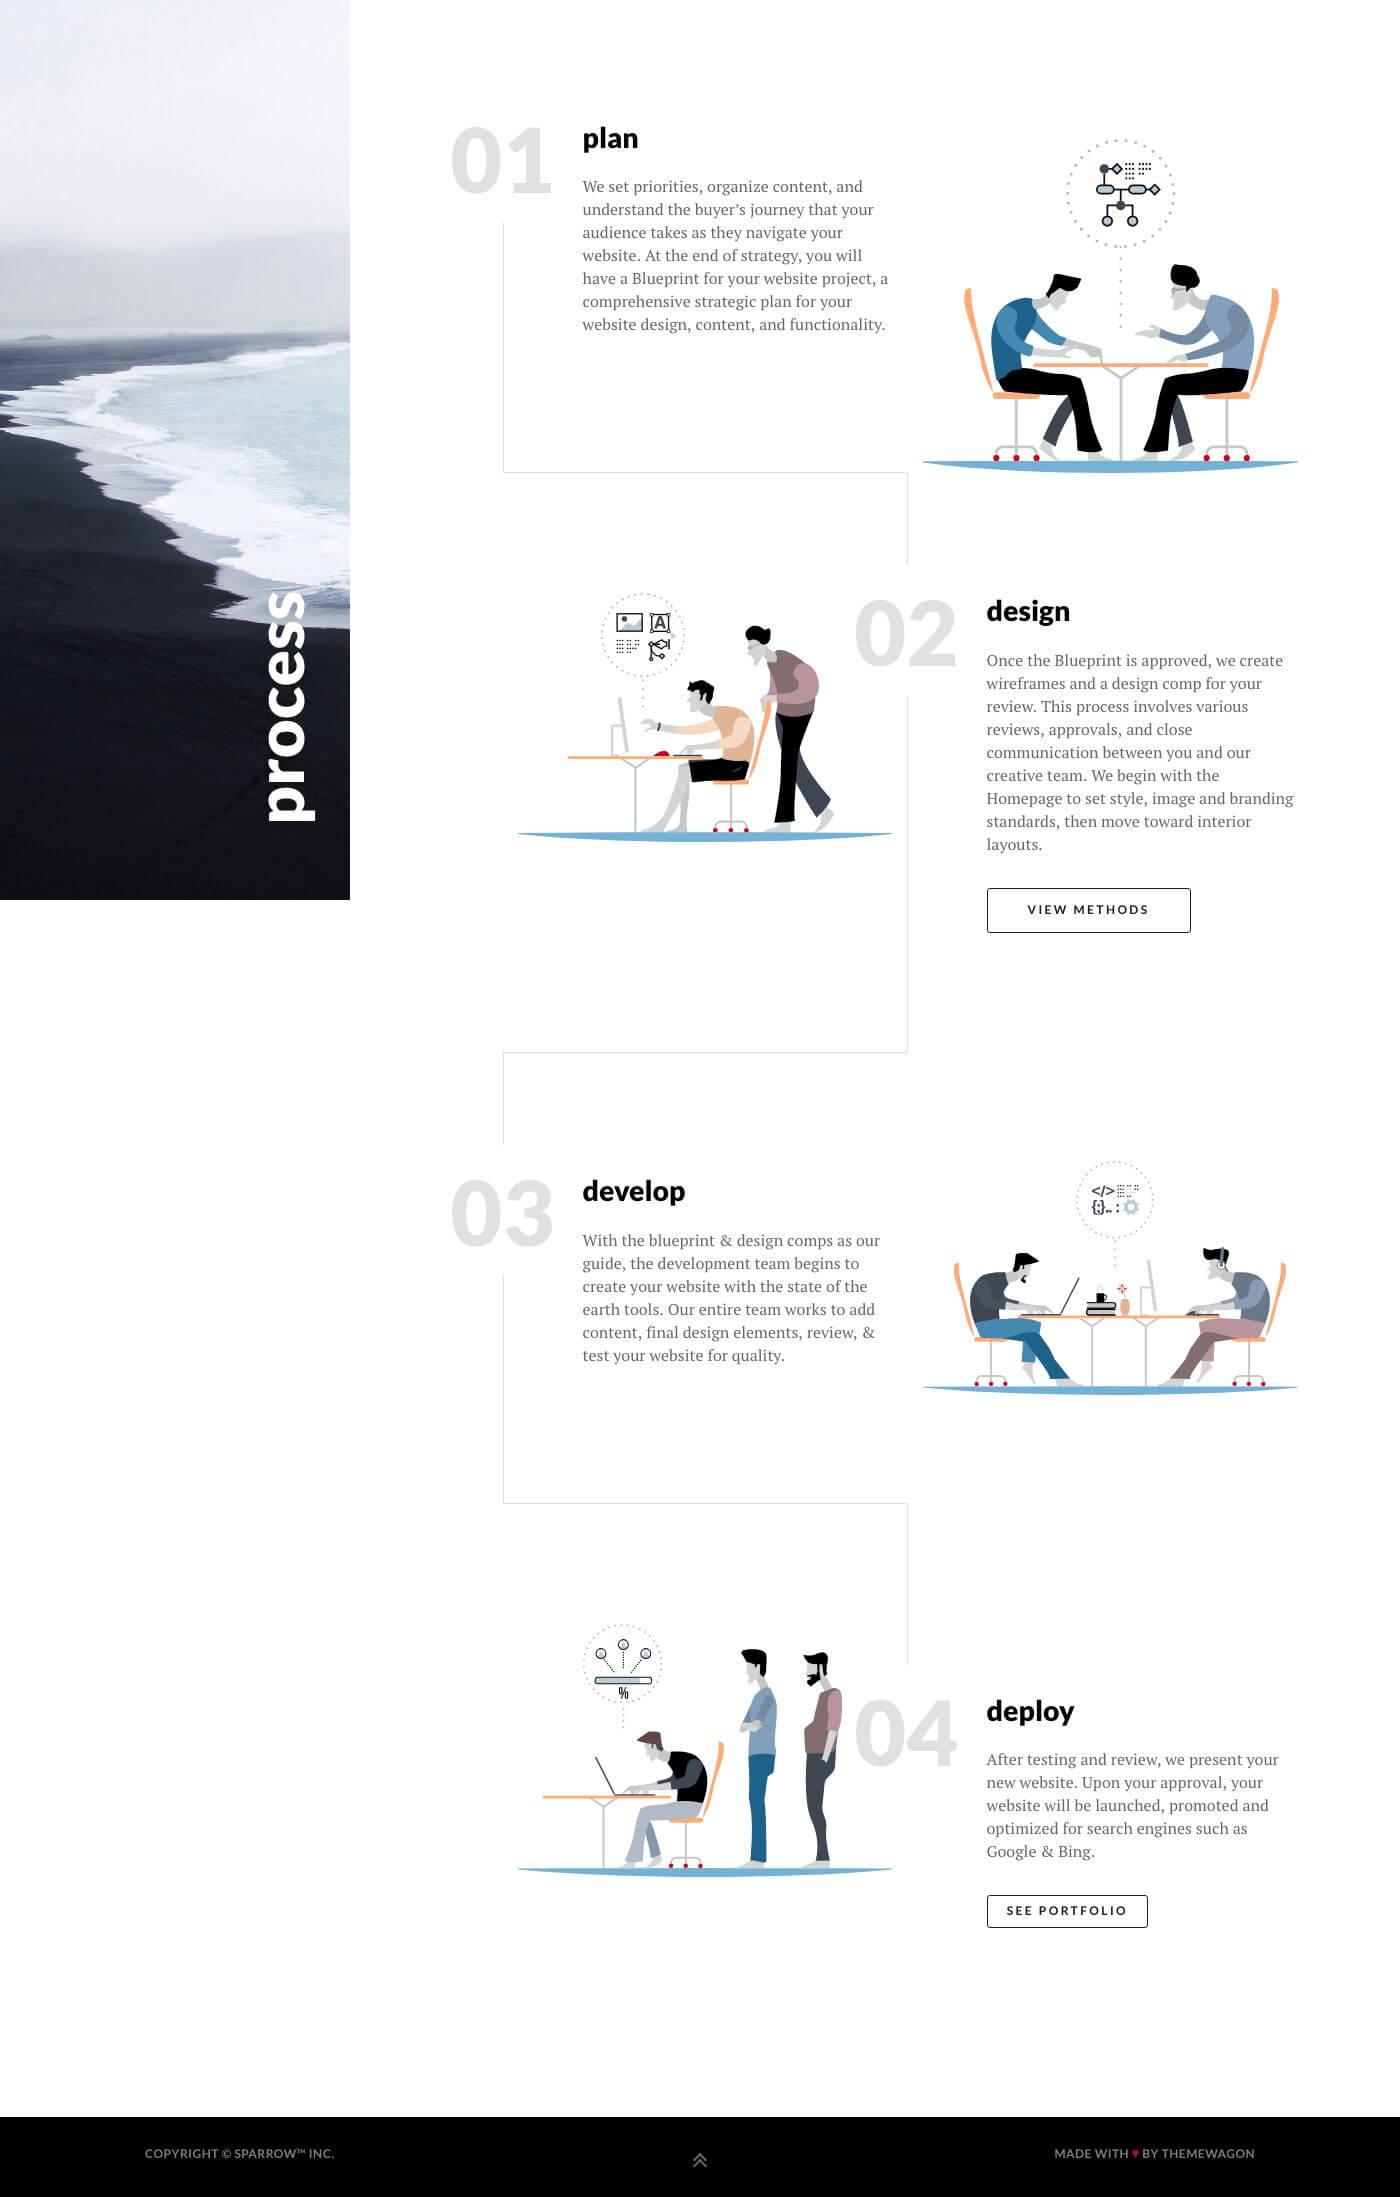 process
01
plan
We set priorities, organize content, and
understand the buyer’s journey that your
audience takes as they navigate your
website. At the end of strategy, you will
have a Blueprint for your website project, a
comprehensive strategic plan for your
website design, content, and functionality.
A
02
design
Once the Blueprint is approved, we create
wireframes and a design comp for your
review. This process involves various
reviews, approvals, and close
communication between you and our
creative team. We begin with the
Homepage to set style, image and branding
standards, then move toward interior
layouts.
VIEW METHODS
03
develop
With the blueprint & design comps as our
guide, the development team begins to
create your website with the state of the
earth tools. Our entire team works to add
content, final design elements, review, &
test your website for quality.
</>
{;}..:
%
04
deploy
After testing and review, we present your
new website. Upon your approval, your
website will be launched, promoted and
optimized for search engines such as
Google & Bing.
SEE PORTFOLIO
COPYRIGHT © SPARROW™ INC.
MADE WITH ♥ BY THEMEWAGON